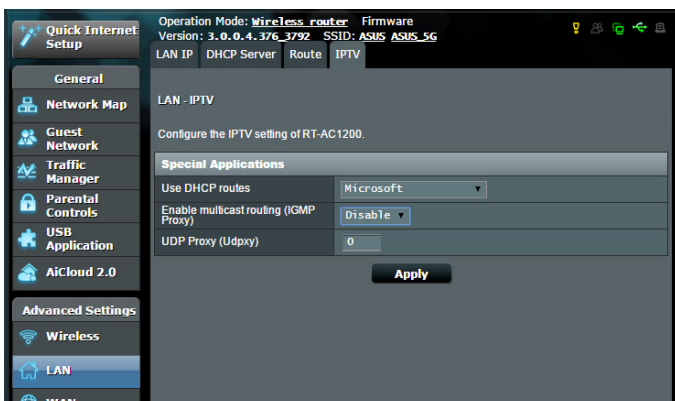 Quick Internet
Setup
Operation Mode: Wireless router Firmware
Version: 3.0.0.4.376_3792 SSID: ASUS ASUS_5G
LAN IP DHCP Server Route IPTV
General
Network Map
Guest
Network
Traffic
Manager
Parental
Controls
USB
Application
AiCloud 2.0
Advanced Settings
Wireless
LAN
WAN
LAN - IPTV
Configure the IPTV setting of RT-AC1200.
Special Applications
Use DHCP routes Microsoft
Enable multicast routing (IGMP
Proxy) Disable
UDP Proxy (Udpxy) 0
Apply